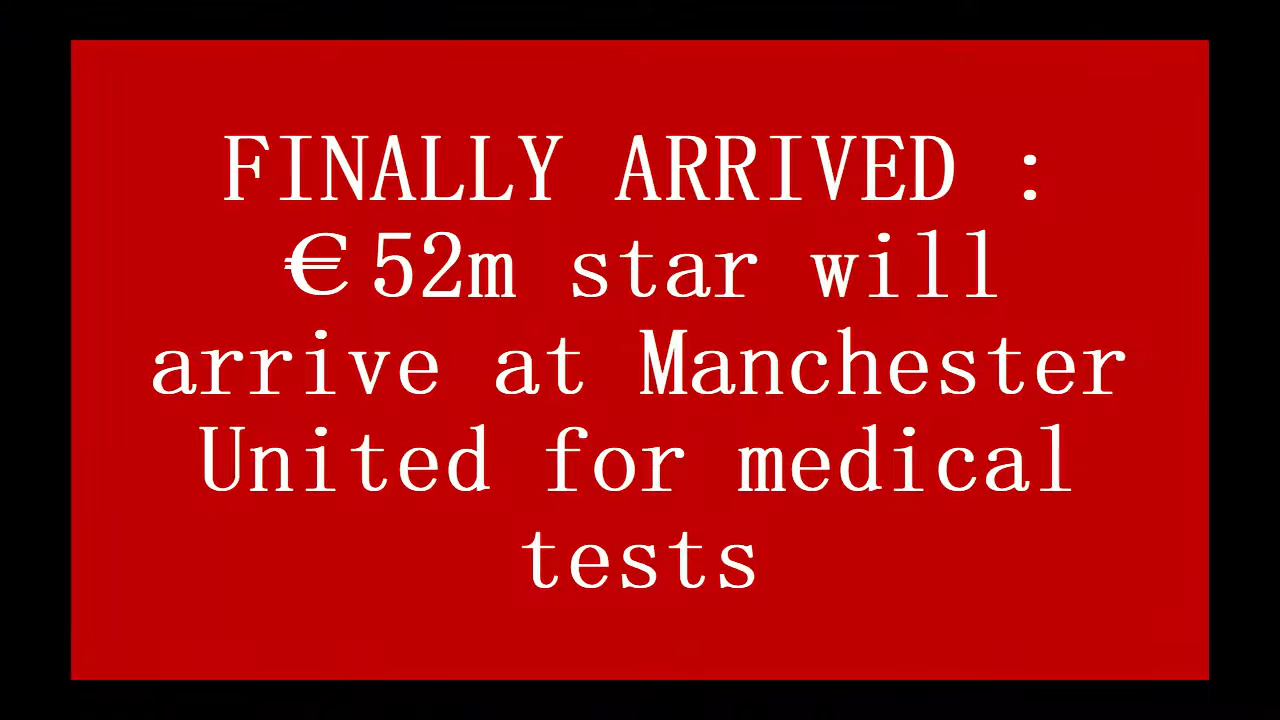 FINALLY ARRIVED :
€52m star will
arrive at Manchester
United for medical
tests